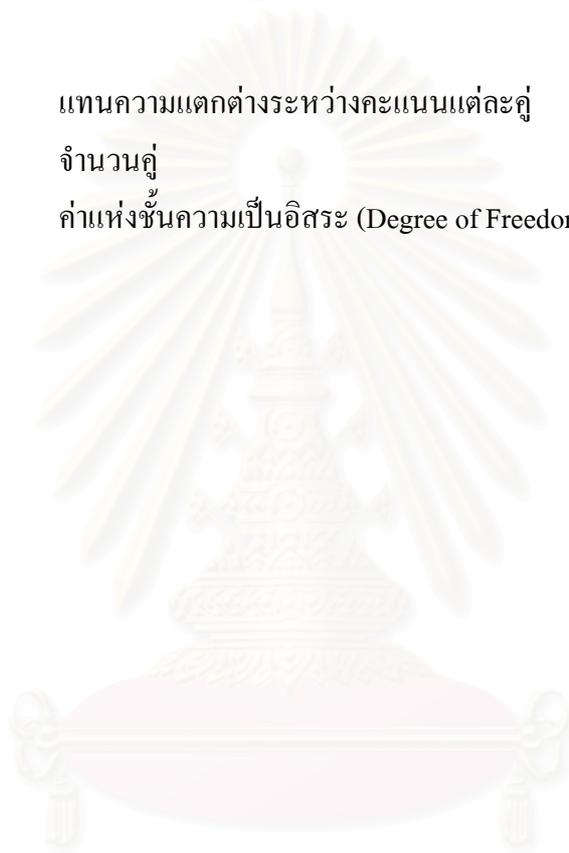 แทนความแตกต่างระหว่างคะแนนแต่ละคู่
จำนวนคู่
ค่าแห่งชั้นความเป็นอิสระ (Degree of Freedom